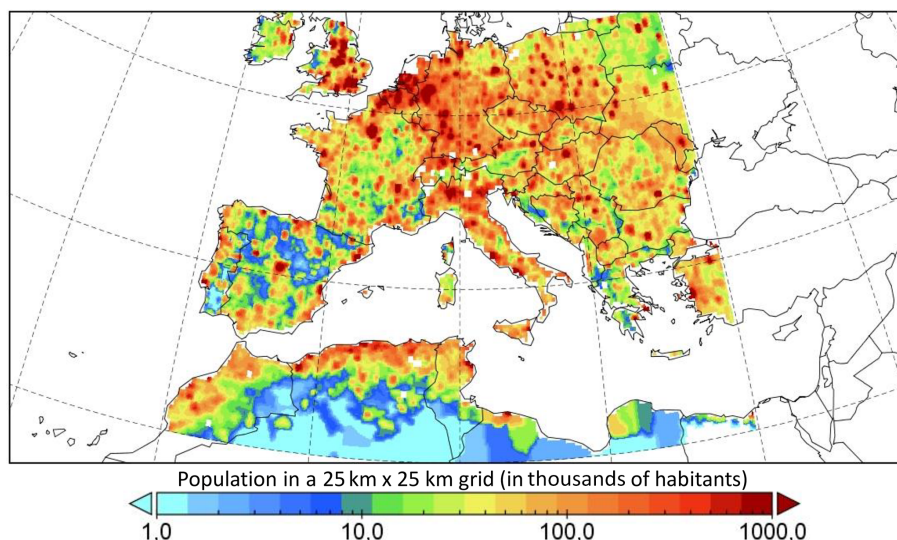 Population in a 25 km x 25 km grid (in thousands of habitants)
1.0 10.0 100.0 1000.0